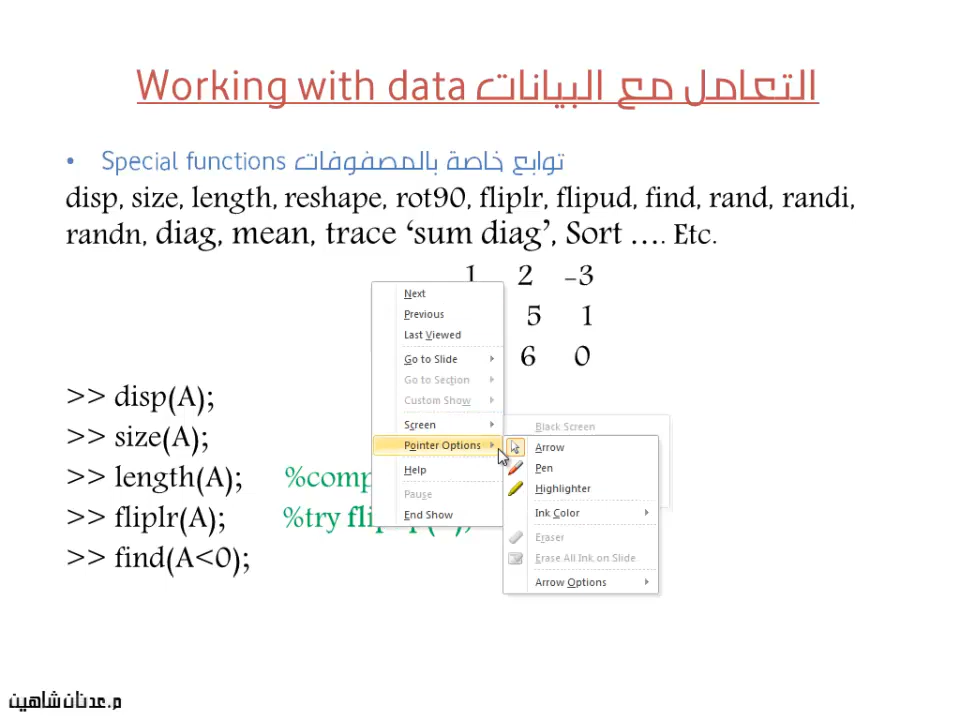 Working with data التعامل مع البيانات
• Special functions توابع خاصة بالمصفوفات
disp, size, length, reshape, rot90, fliplr, flipud, find, rand, randi,
randn, diag, mean, trace ‘sum diag’, Sort …. Etc.
1 2 -3
5 1
6 0
>> disp(A);
>> size(A);
>> length(A);
>> fliplr(A); %try
>> find(A<0);
Next
Previous
Last Viewed
Go to Slide
Go to Section
Custom Show
Screen
Pointer Options
Help
Pause
End Show
Black Screen
Arrow
Pen
Highlighter
Ink Color
Eraser
Erase All Ink on Slide
Arrow Options
م.عدنان شاهين